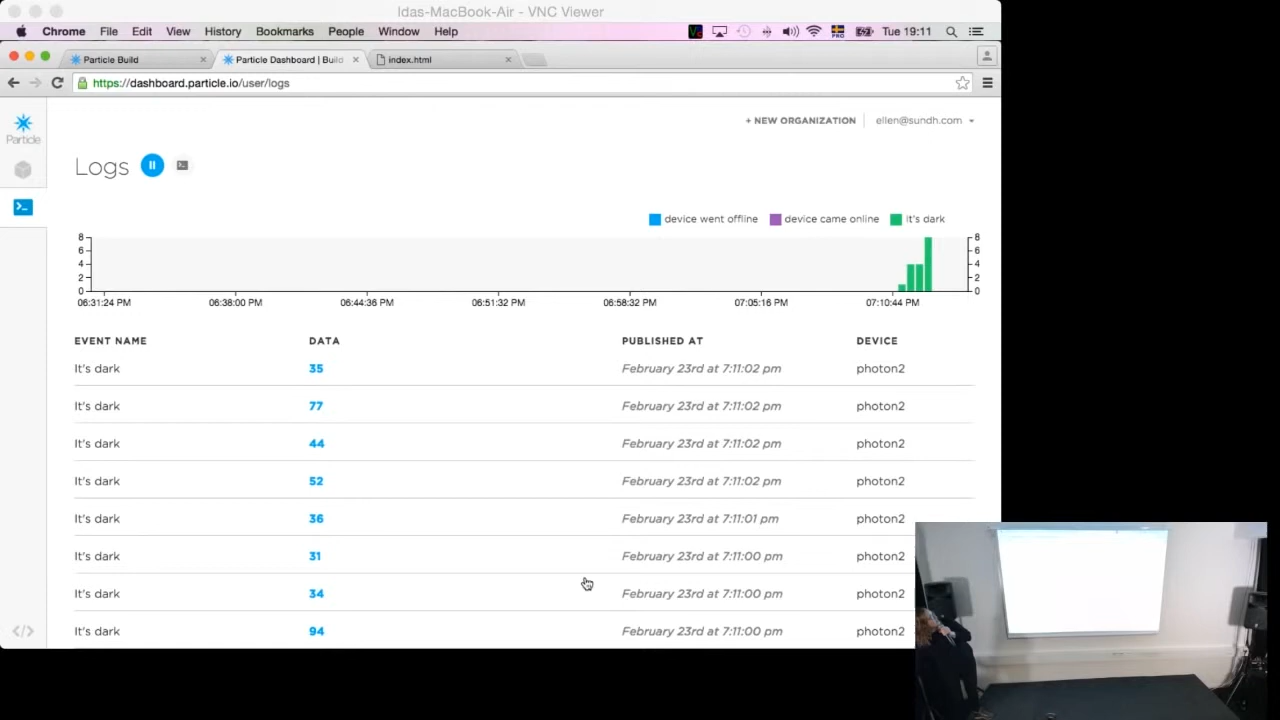 Idas-MacBook-Air - VNC Viewer
Chrome File Edit View History Bookmarks People Window Help Tue 19:11
Particle Build Particle Dashboard | Build index.html
https://dashboard.particle.io/user/logs
+ NEW ORGANIZATION ellen@sundh.com
Particle
Logs
device went offline device came online it's dark
8 8
6 6
4 4
2 2
0 0
06:31:24 PM 06:38:00 PM 06:44:36 PM 06:51:32 PM 06:58:32 PM 07:05:16 PM 07:10:44 PM
EVENT NAME DATA PUBLISHED AT DEVICE
It's dark 35 February 23rd at 7:11:02 pm photon2
It's dark 77 February 23rd at 7:11:02 pm photon2
It's dark 44 February 23rd at 7:11:02 pm photon2
It's dark 52 February 23rd at 7:11:02 pm photon2
It's dark 36 February 23rd at 7:11:01 pm photon2
It's dark 31 February 23rd at 7:11:00 pm photon2
It's dark 34 February 23rd at 7:11:00 pm photon2
It's dark 94 February 23rd at 7:11:00 pm photon2